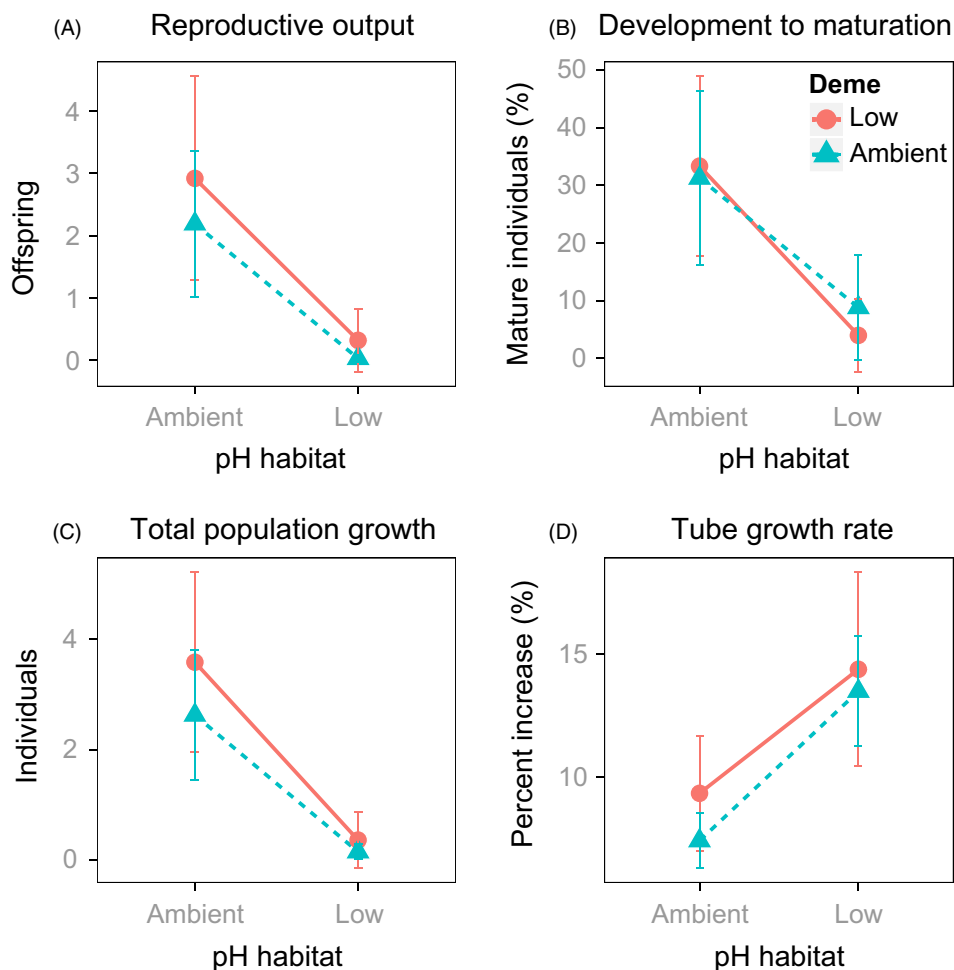 (A) Reproductive output
Offspring
4
3
2
1
0
Ambient Low
pH habitat
(B) Development to maturation
Mature individuals (%)
50
40
30
20
10
0
Deme
Low
Ambient
Ambient Low
pH habitat
(C) Total population growth
Individuals
4
2
0
Ambient Low
pH habitat
(D) Tube growth rate
Percent increase (%)
15
10
Ambient Low
pH habitat